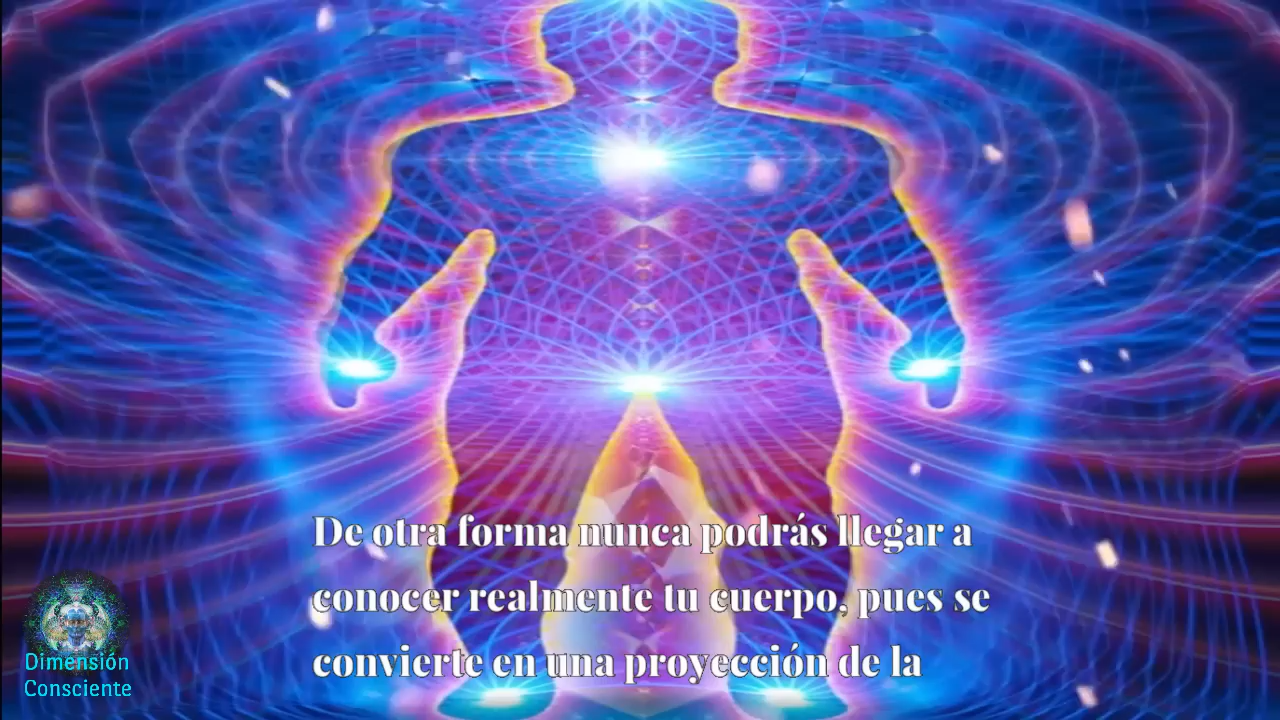 De otra forma nunca podrás llegar a
conocer realmente tu cuerpo, pues se
convierte en una proyección de la
Dimensión
Consciente